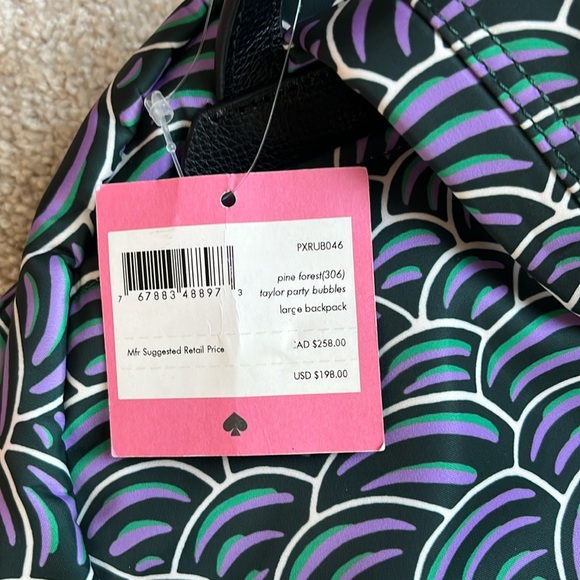 PXRUB046
pine forest(306)
taylor party bubbles
large backpack
7 67883 48897 3
Mfr Suggested Retail Price
CAD $258.00
USD $198.00